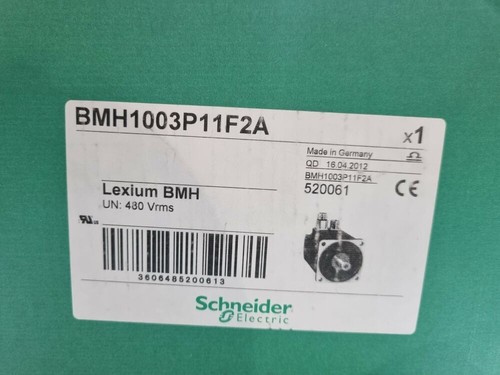 BMH1003P11F2A
x1
Made in Germany
QD 16.04.2012
BMH1003P11F2A
520061
CE
Lexium BMH
UN: 480 Vrms
3606485200613
Schneider
Electric